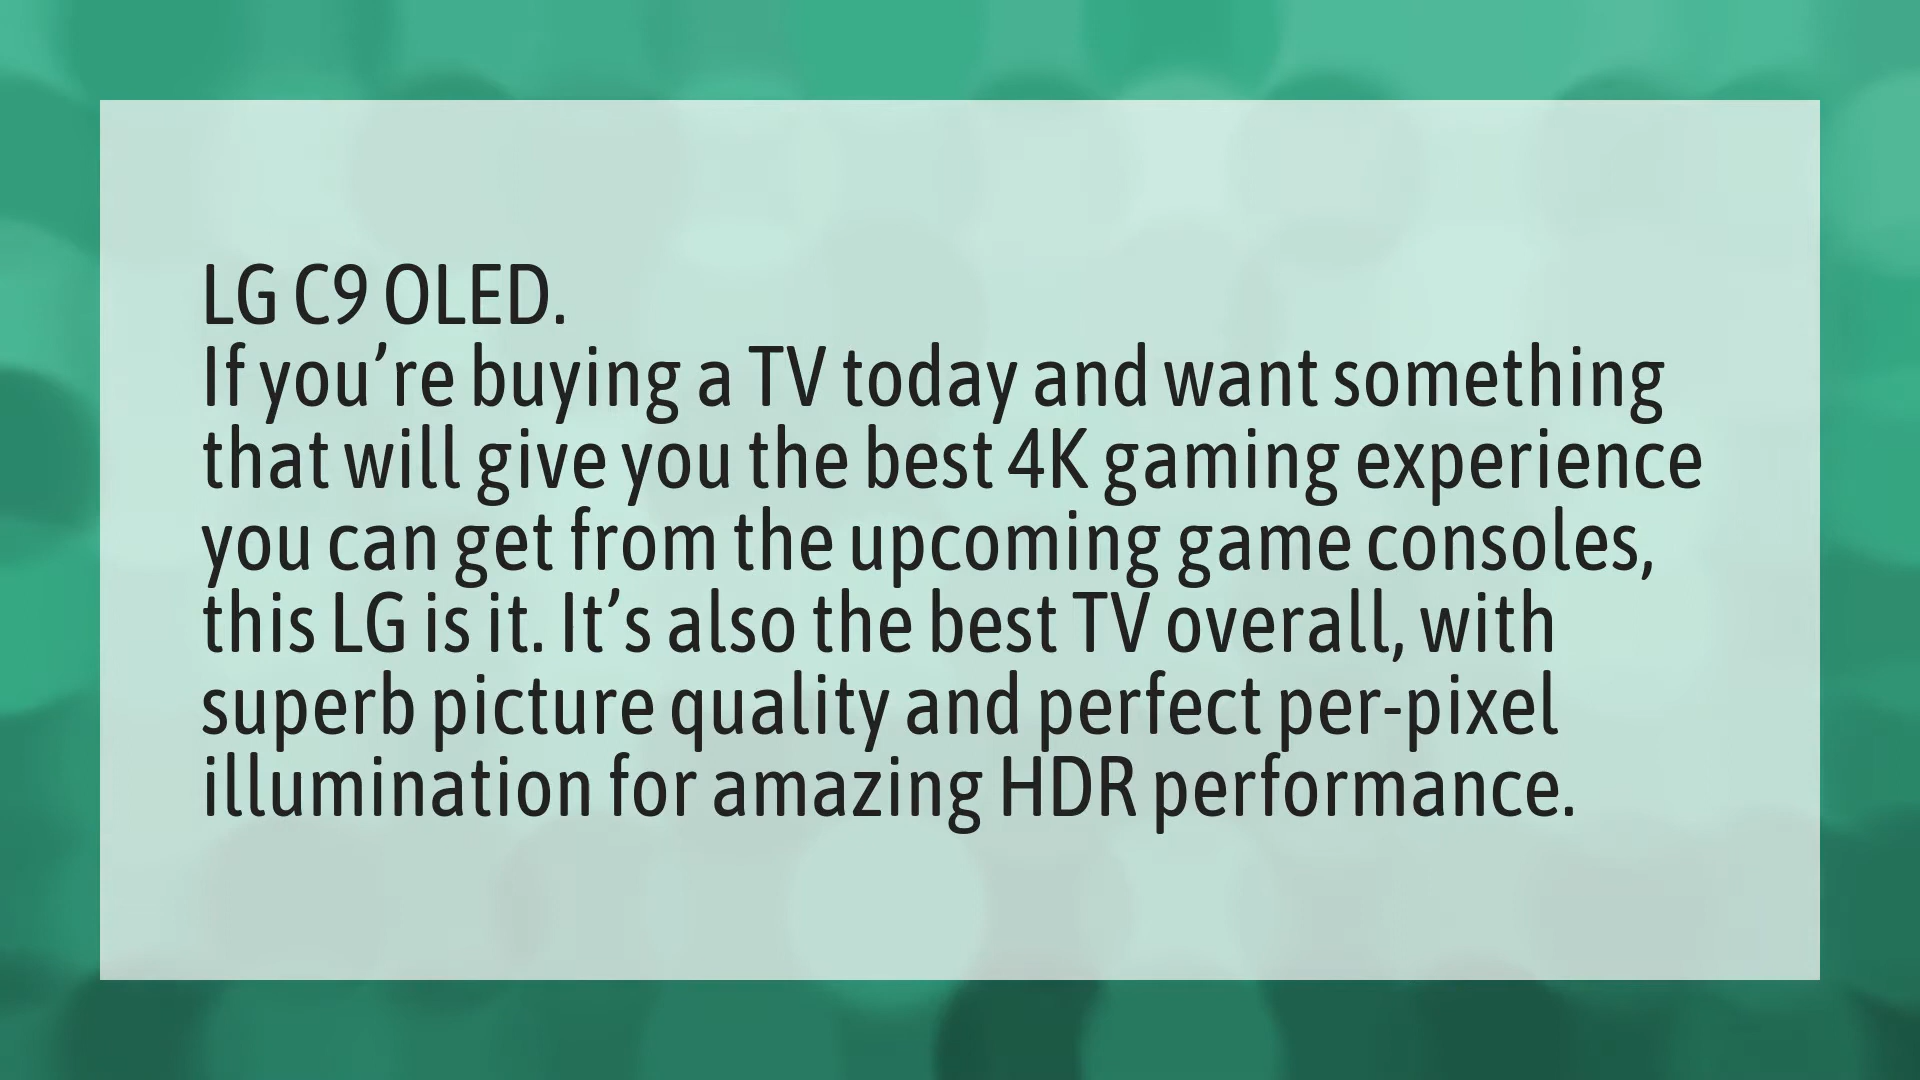 LG C9 OLED.
If you’re buying a TV today and want something
that will give you the best 4K gaming experience
you can get from the upcoming game consoles,
this LG is it. It’s also the best TV overall, with
superb picture quality and perfect per-pixel
illumination for amazing HDR performance.